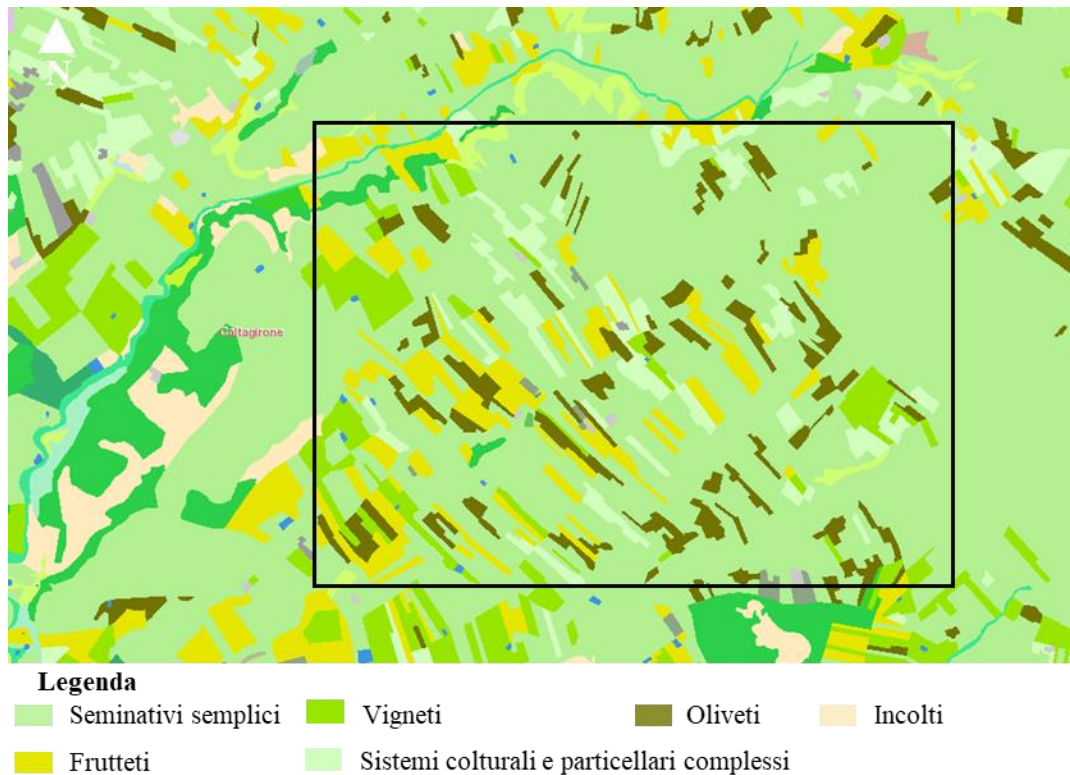 N
Caltagirone
Legenda
Seminativi semplici Vigneti Oliveti Incolti
Frutteti Sistemi colturali e particellari complessi